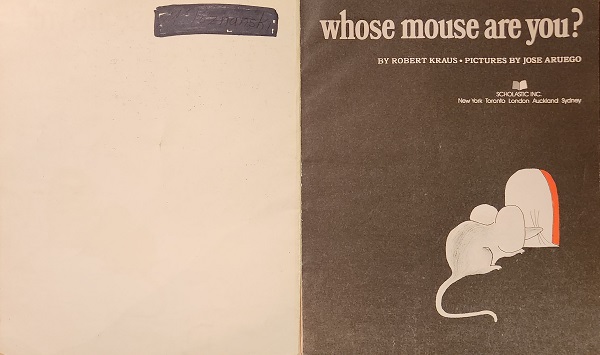 whose mouse are you?
BY ROBERT KRAUS • PICTURES BY JOSE ARUEGO
SCHOLASTIC INC.
New York Toronto London Auckland Sydney